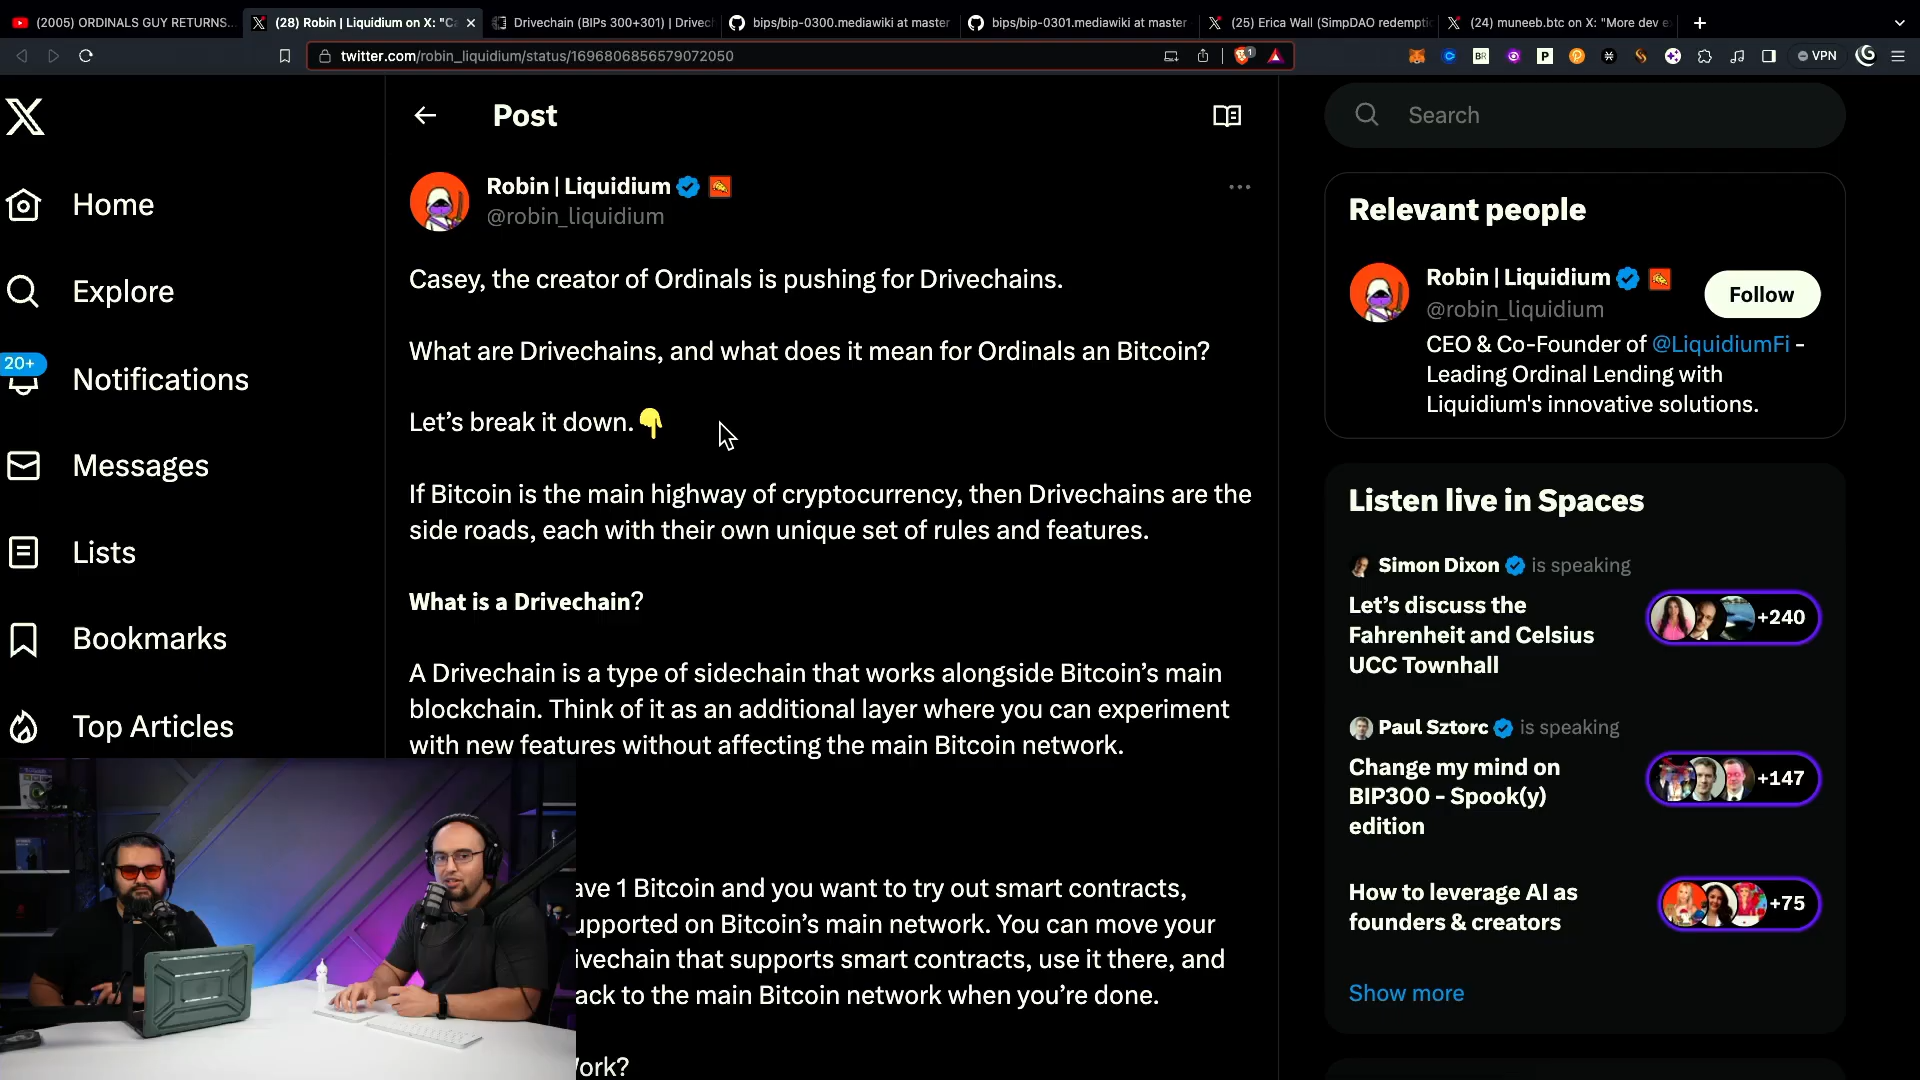 (2005) ORDINALS GUY RETURNS...
(28) Robin | Liquidium on X: "Ca
Drivechain (BIPs 300+301) | Drivech
bips/bip-0300.mediawiki at master
bips/bip-0301.mediawiki at master
(25) Erica Wall (SimpDAO redempti
(24) muneeb.btc on X: "More dev e
twitter.com/robin_liquidium/status/1696806856579072050
1
BR
P
VPN
Post
Search
Home
Explore
20+
Notifications
Messages
Lists
Bookmarks
Top Articles
Robin | Liquidium
@robin_liquidium
Casey, the creator of Ordinals is pushing for Drivechains.
What are Drivechains, and what does it mean for Ordinals an Bitcoin?
Let's break it down.
If Bitcoin is the main highway of cryptocurrency, then Drivechains are the
side roads, each with their own unique set of rules and features.
What is a Drivechain?
A Drivechain is a type of sidechain that works alongside Bitcoin's main
blockchain. Think of it as an additional layer where you can experiment
with new features without affecting the main Bitcoin network.
ave 1 Bitcoin and you want to try out smart contracts,
upported on Bitcoin's main network. You can move your
ivechain that supports smart contracts, use it there, and
ack to the main Bitcoin network when you're done.
Work?
Relevant people
Robin | Liquidium
@robin_liquidium
Follow
CEO & Co-Founder of @LiquidiumFi -
Leading Ordinal Lending with
Liquidium's innovative solutions.
Listen live in Spaces
Simon Dixon is speaking
Let's discuss the
Fahrenheit and Celsius
UCC Townhall
+240
Paul Sztorc is speaking
Change my mind on
BIP300 - Spook(y)
edition
+147
How to leverage AI as
founders & creators
+75
Show more